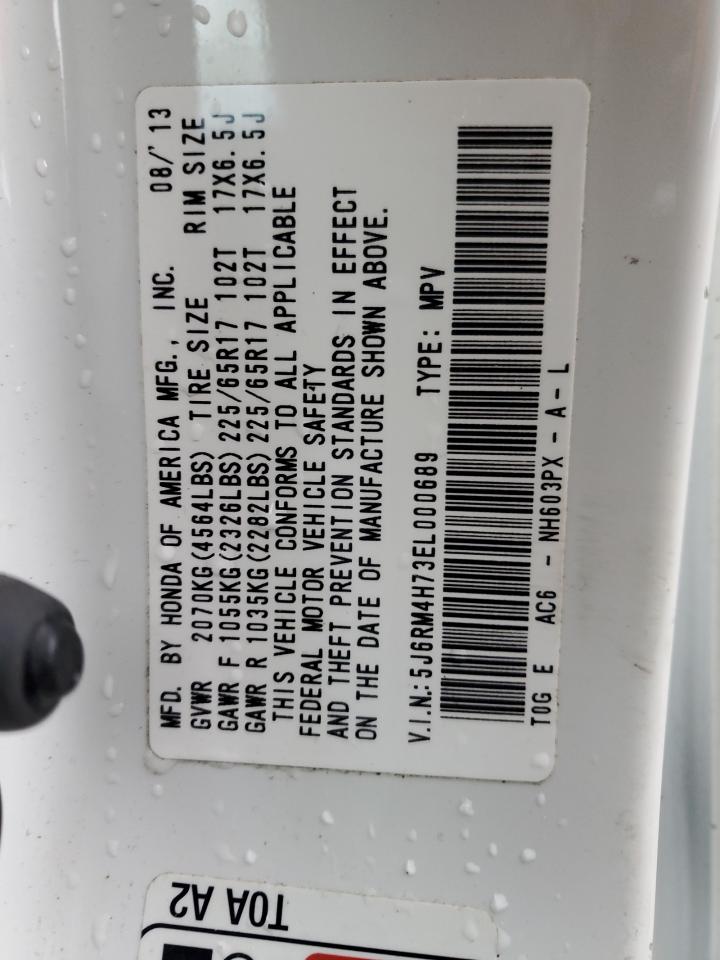 MFD. BY HONDA OF AMERICA MFG., INC. 08/'13
GVWR 2070KG(4564LBS) TIRE SIZE RIM SIZE
GAWR F 1055KG(2326LBS) 225/65R17 102T 17X6.5J
GAWR R 1035KG(2282LBS) 225/65R17 102T 17X6.5J
THIS VEHICLE CONFORMS TO ALL APPLICABLE
FEDERAL MOTOR VEHICLE SAFETY
AND THEFT PREVENTION STANDARDS IN EFFECT
ON THE DATE OF MANUFACTURE SHOWN ABOVE.
V.I.N.: 5J6RM4H73EL000689 TYPE: MPV
T0G E AC6 - NH603PX - A - L
T0A A2